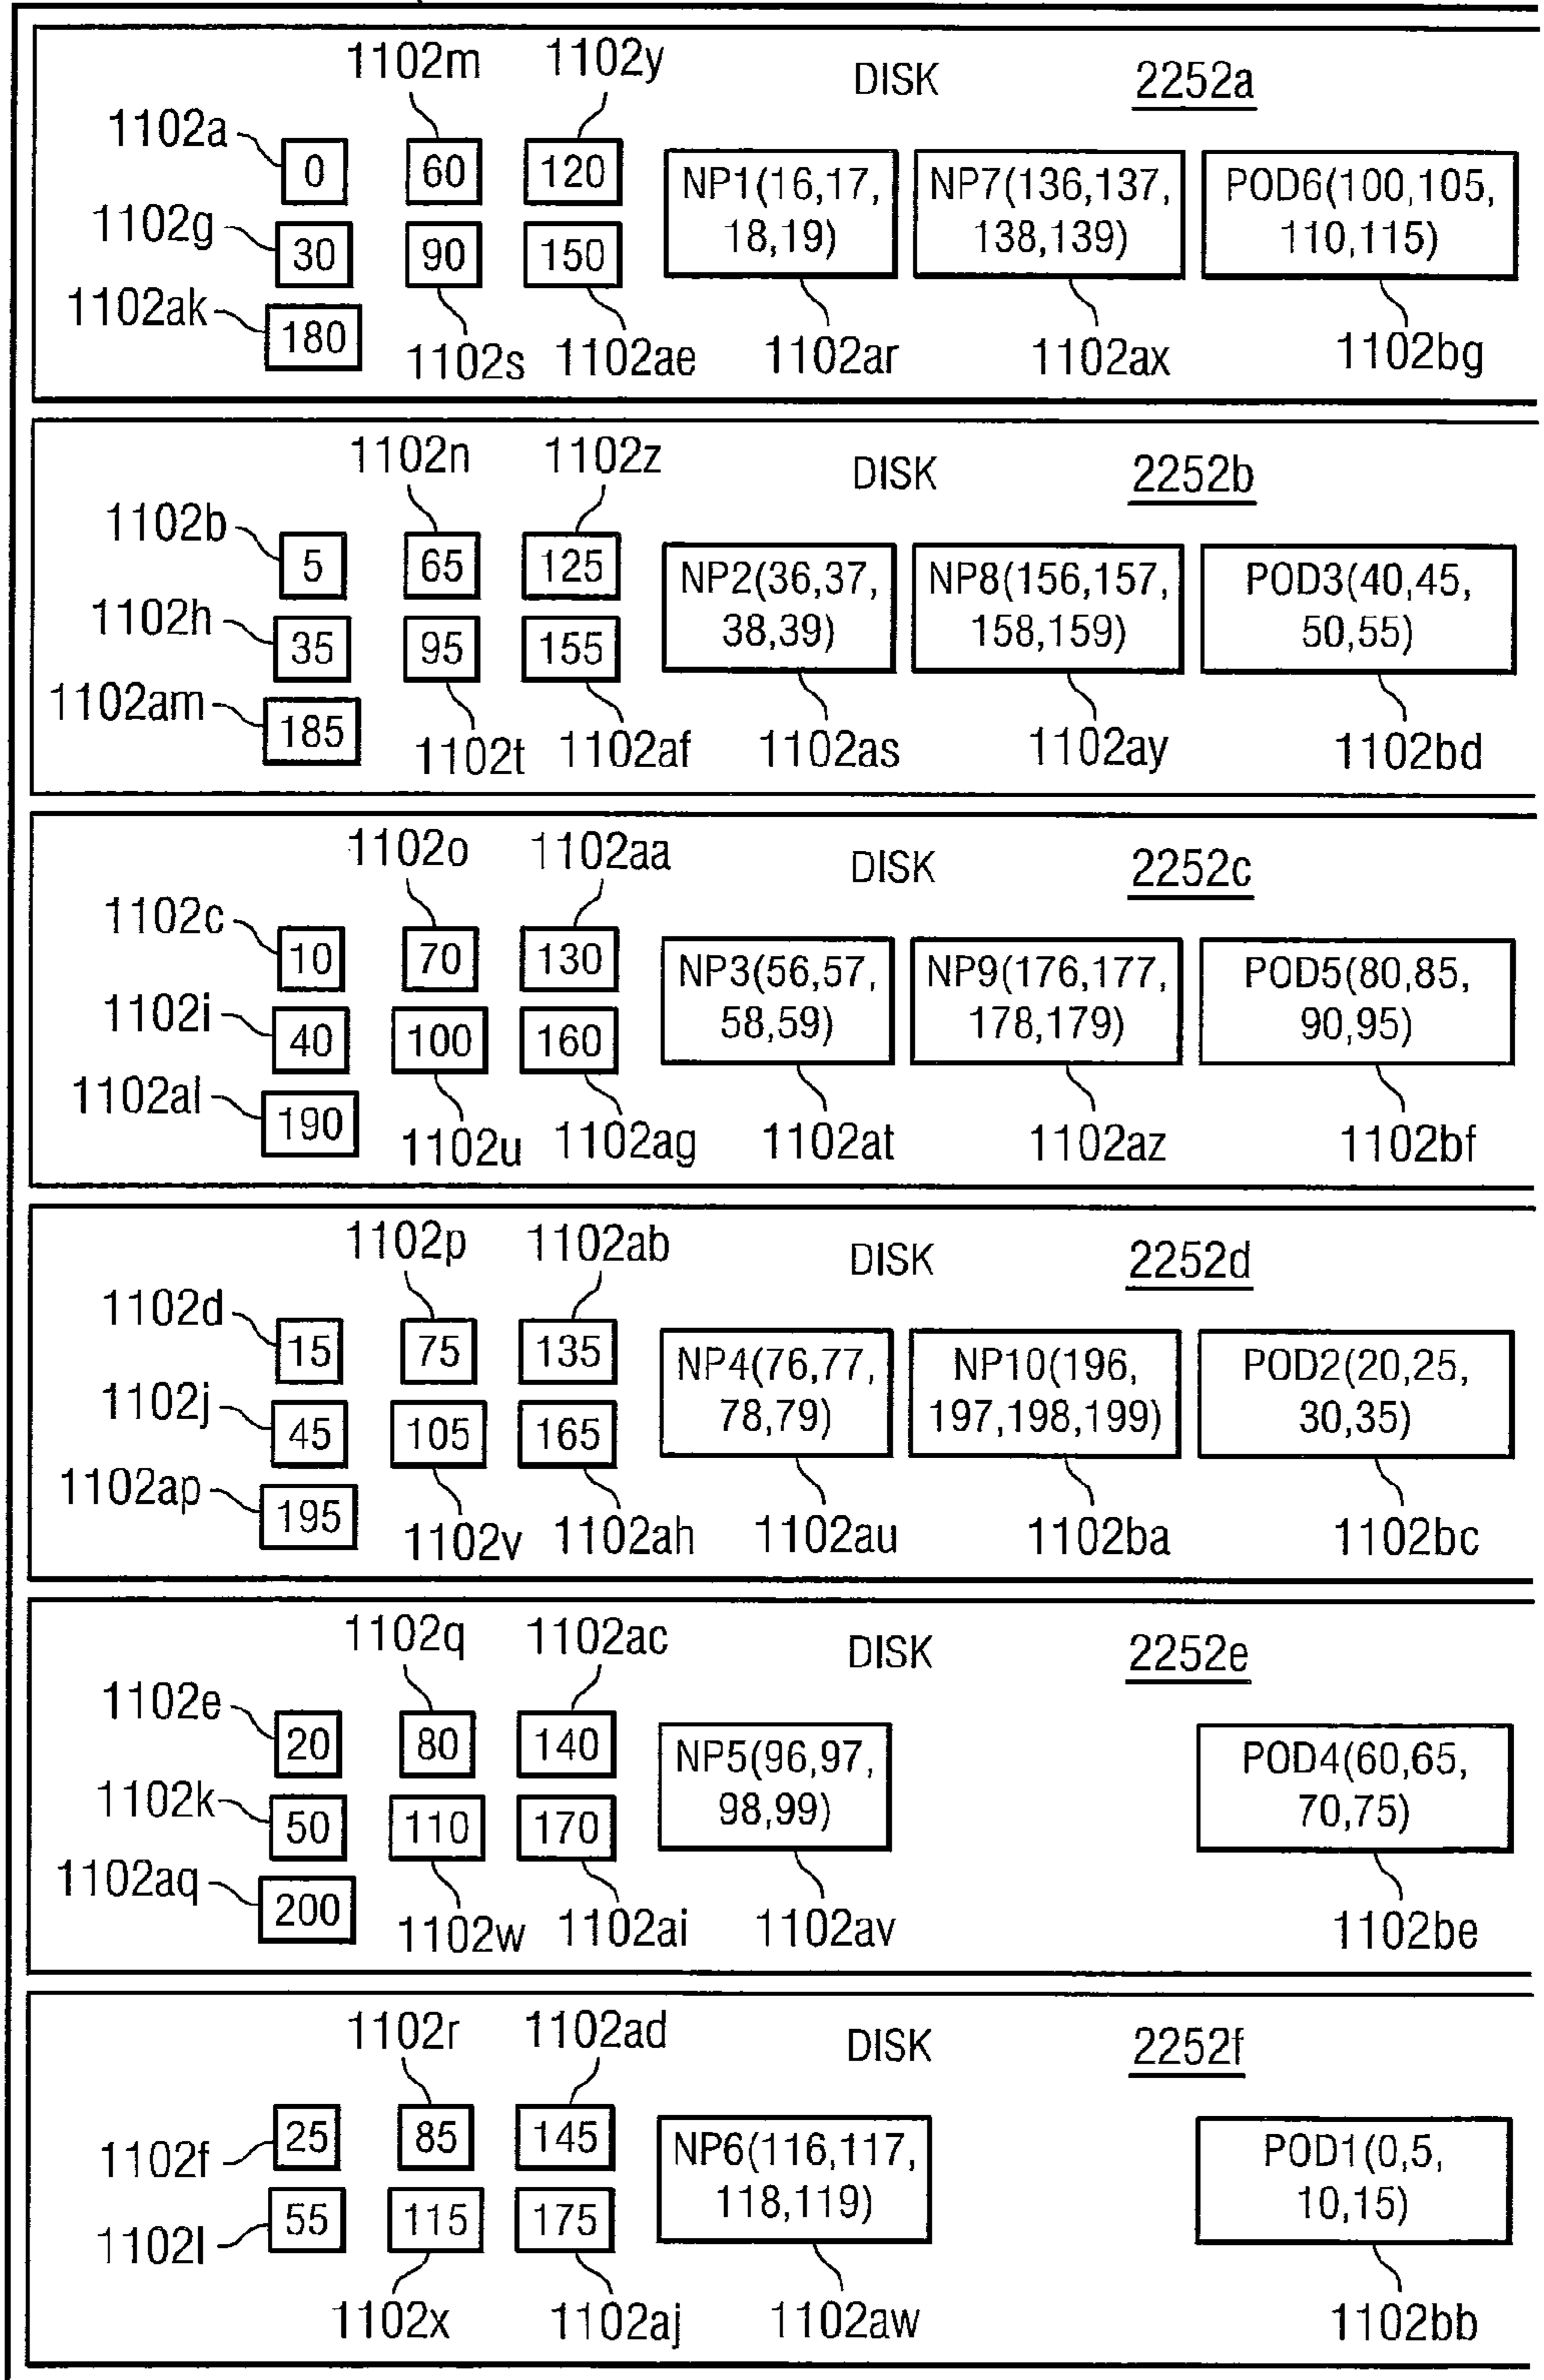 1102m 1102y DISK 2252a
1102a 0 60 120 NP1(16,17, NP7(136,137, POD6(100,105,
18,19) 138,139) 110,115)
1102g 30 90 150
1102ak 180 1102s 1102ae 1102ar 1102ax 1102bg
1102n 1102z DISK 2252b
1102b 5 65 125 NP2(36,37, NP8(156,157, POD3(40,45,
38,39) 158,159) 50,55)
1102h 35 95 155
1102am 185 1102t 1102af 1102as 1102ay 1102bd
1102o 1102aa DISK 2252c
1102c 10 70 130 NP3(56,57, NP9(176,177, POD5(80,85,
58,59) 178,179) 90,95)
1102i 40 100 160
1102al 190 1102u 1102ag 1102at 1102az 1102bf
1102p 1102ab DISK 2252d
1102d 15 75 135 NP4(76,77, NP10(196, POD2(20,25,
78,79) 197,198,199) 30,35)
1102j 45 105 165
1102ap 195 1102v 1102ah 1102au 1102ba 1102bc
1102q 1102ac DISK 2252e
1102e 20 80 140 NP5(96,97, POD4(60,65,
98,99) 70,75)
1102k 50 110 170
1102aq 200 1102w 1102ai 1102av 1102be
1102r 1102ad DISK 2252f
1102f 25 85 145 NP6(116,117, POD1(0,5,
118,119) 10,15)
1102l 55 115 175
1102x 1102aj 1102aw 1102bb